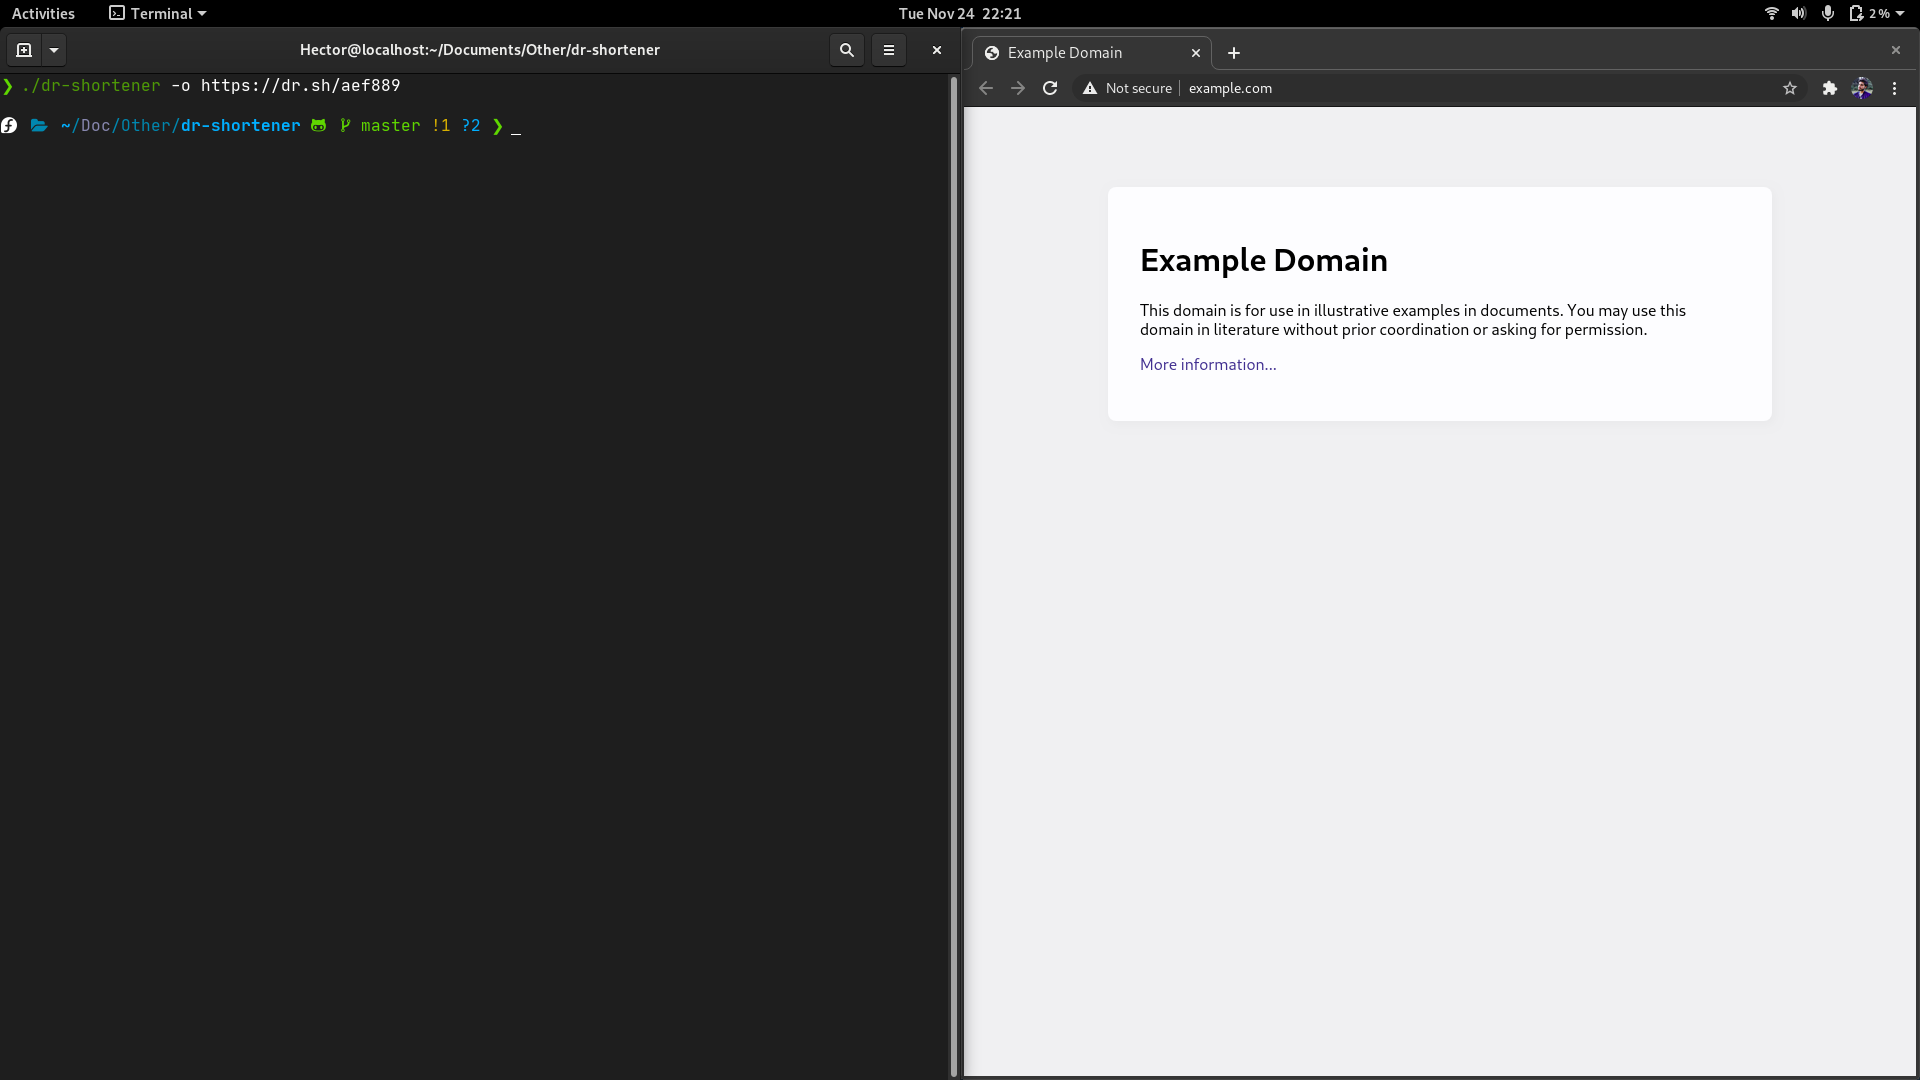 Activities Terminal Tue Nov 24 22:21 2%
Hector@localhost:~/Documents/Other/dr-shortener
❯ ./dr-shortener -o https://dr.sh/aef889
~/Doc/Other/dr-shortener master !1 ?2 ❯ _
Example Domain
Not secure example.com
Example Domain
This domain is for use in illustrative examples in documents. You may use this
domain in literature without prior coordination or asking for permission.
More information...